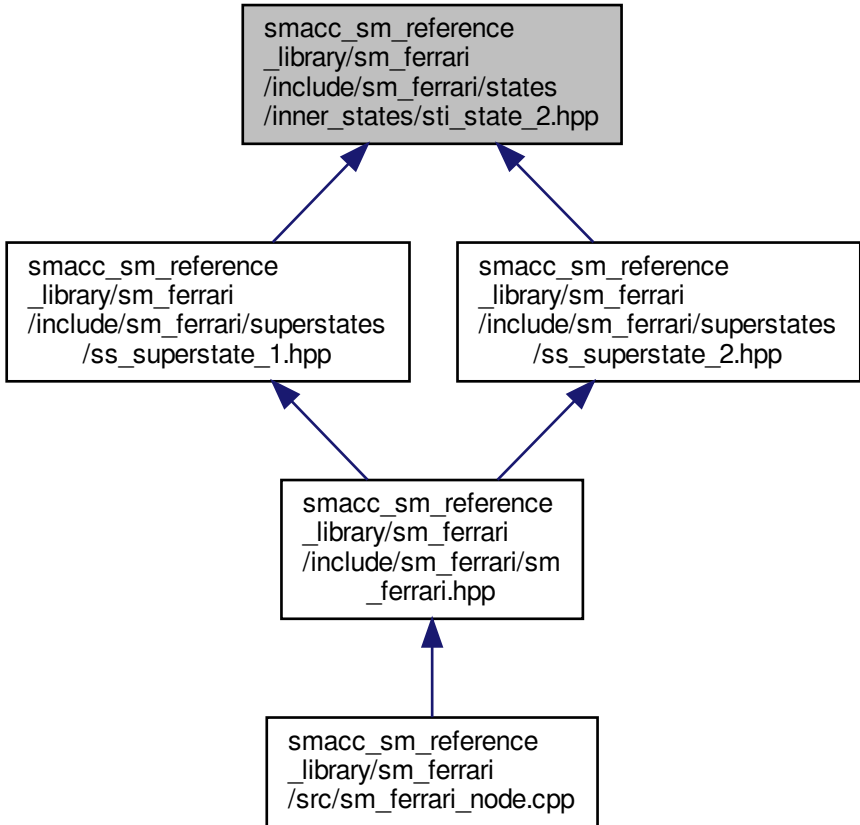 smacc_sm_reference
_library/sm_ferrari
/include/sm_ferrari/states
/inner_states/sti_state_2.hpp
smacc_sm_reference
_library/sm_ferrari
/include/sm_ferrari/superstates
/ss_superstate_1.hpp
smacc_sm_reference
_library/sm_ferrari
/include/sm_ferrari/superstates
/ss_superstate_2.hpp
smacc_sm_reference
_library/sm_ferrari
/include/sm_ferrari/sm
_ferrari.hpp
smacc_sm_reference
_library/sm_ferrari
/src/sm_ferrari_node.cpp